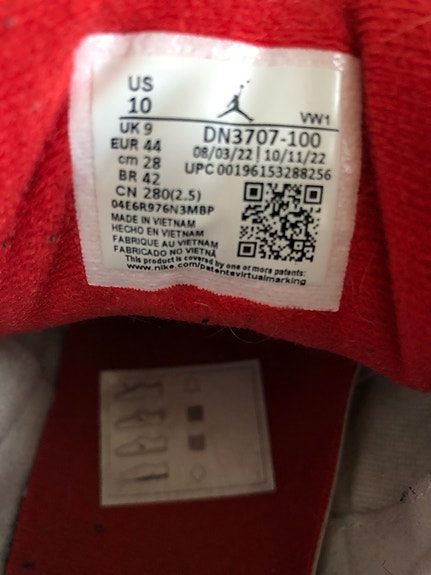 US
10
VW1
UK 9
DN3707-100
EUR 44
08/03/22 | 10/11/22
cm 28
UPC 00196153288256
BR 42
CN 280(2.5)
04E6R976N3MBP
MADE IN VIETNAM
HECHO EN VIETNAM
FABRIQUE AU VIETNAM
FABRICADO NO VIETNÃ
This product is covered by one or more patents:
www.nike.com/patentsvirtualmarking